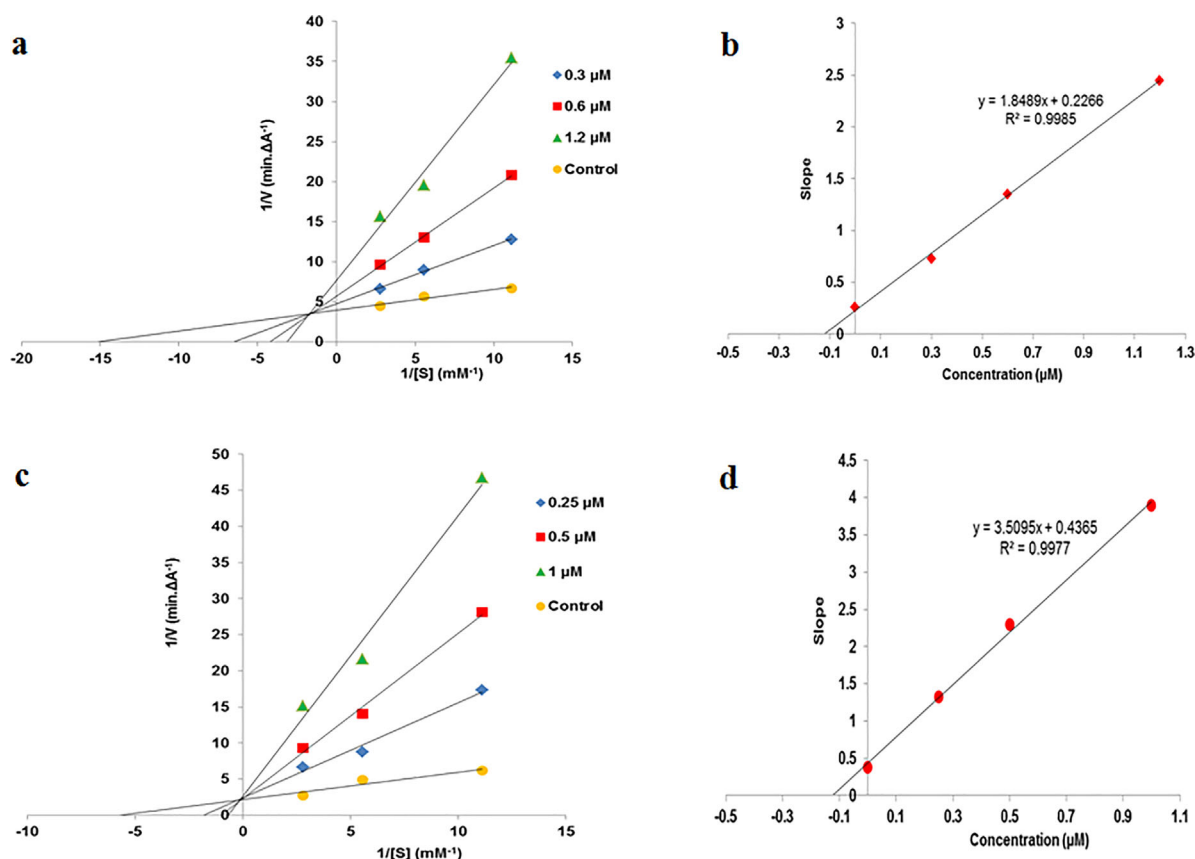 a
1/V (min.ΔA⁻¹)
40
35
30
25
20
15
10
5
0
-20
-15
-10
-5
0
5
10
15
1/[S] (mM⁻¹)
0.3 µM
0.6 µM
1.2 µM
Control
b
Slope
3
2.5
2
1.5
1
0.5
0
-0.5
-0.3
-0.1
0.1
0.3
0.5
0.7
0.9
1.1
1.3
Concentration (µM)
y = 1.8489x + 0.2266
R² = 0.9985
c
1/V (min.ΔA⁻¹)
50
45
40
35
30
25
20
15
10
5
0
-10
-5
0
5
10
15
1/[S] (mM⁻¹)
0.25 µM
0.5 µM
1 µM
Control
d
Slope
4.5
4
3.5
3
2.5
2
1.5
1
0.5
0
-0.5
-0.3
-0.1
0.1
0.3
0.5
0.7
0.9
1.1
Concentration (µM)
y = 3.5095x + 0.4365
R² = 0.9977